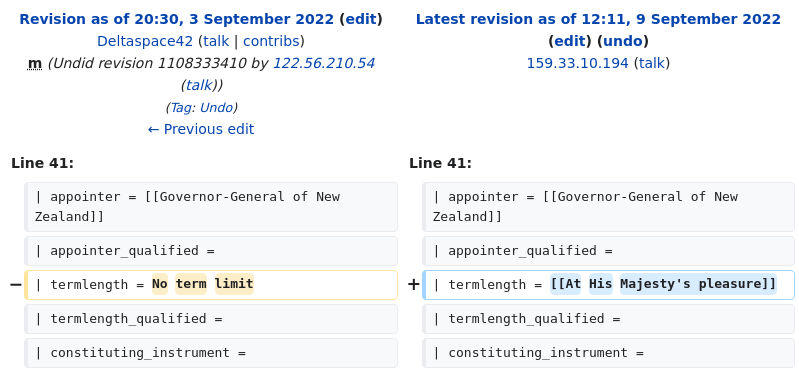 Revision as of 20:30, 3 September 2022 (edit)
Deltaspace42 (talk | contribs)
m (Undid revision 1108333410 by 122.56.210.54
(talk))
(Tag: Undo)
← Previous edit
Latest revision as of 12:11, 9 September 2022
(edit) (undo)
159.33.10.194 (talk)
Line 41:
| appointer = [[Governor-General of New
Zealand]]
| appointer_qualified =
− | termlength = No term limit
| termlength_qualified =
| constituting_instrument =
Line 41:
| appointer = [[Governor-General of New
Zealand]]
| appointer_qualified =
+ | termlength = [[At His Majesty's pleasure]]
| termlength_qualified =
| constituting_instrument =